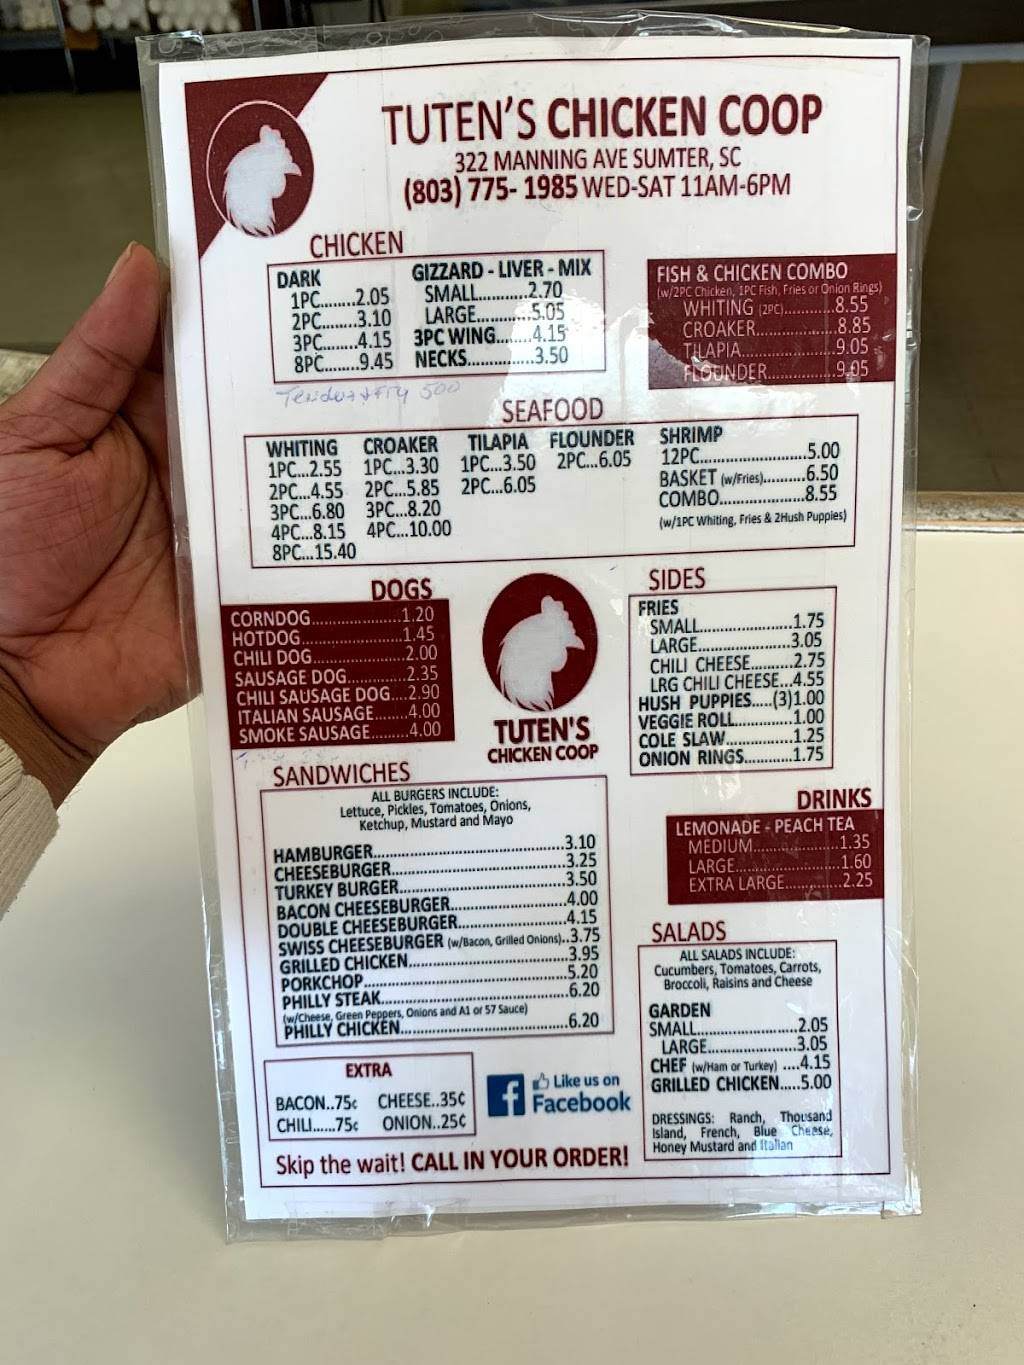 TUTEN'S CHICKEN COOP
322 MANNING AVE SUMTER, SC
(803) 775- 1985 WED-SAT 11AM-6PM
CHICKEN
DARK
1PC........2.05
2PC........3.10
3PC........4.15
8PC........9.45
GIZZARD - LIVER - MIX
SMALL...........2.70
LARGE............5.05
3PC WING........4.15
NECKS..............3.50
FISH & CHICKEN COMBO
(w/2PC Chicken, 1PC Fish, Fries or Onion Rings)
WHITING (2PC)............8.55
CROAKER..................8.85
TILAPIA.....................9.05
FLOUNDER................9.05
SEAFOOD
WHITING
1PC...2.55
2PC...4.55
3PC...6.80
4PC...8.15
8PC...15.40
CROAKER
1PC...3.30
2PC...5.85
3PC...8.20
4PC...10.00
TILAPIA
1PC...3.50
2PC...6.05
FLOUNDER
2PC...6.05
SHRIMP
12PC........................5.00
BASKET (w/Fries)..........6.50
COMBO....................8.55
(w/1PC Whiting, Fries & 2Hush Puppies)
DOGS
CORNDOG.....................1.20
HOTDOG........................1.45
CHILI DOG......................2.00
SAUSAGE DOG...............2.35
CHILI SAUSAGE DOG....2.90
ITALIAN SAUSAGE........4.00
SMOKE SAUSAGE.........4.00
TUTEN'S
CHICKEN COOP
SIDES
FRIES
SMALL.....................1.75
LARGE......................3.05
CHILI CHEESE..........2.75
LRG CHILI CHEESE...4.55
HUSH PUPPIES.....(3)1.00
VEGGIE ROLL..............1.00
COLE SLAW................1.25
ONION RINGS............1.75
SANDWICHES
ALL BURGERS INCLUDE:
Lettuce, Pickles, Tomatoes, Onions,
Ketchup, Mustard and Mayo
HAMBURGER............................................3.10
CHEESEBURGER........................................3.25
TURKEY BURGER......................................3.50
BACON CHEESEBURGER..........................4.00
DOUBLE CHEESEBURGER........................4.15
SWISS CHEESEBURGER (w/Bacon, Grilled Onions)..3.75
GRILLED CHICKEN.....................................3.95
PORKCHOP...............................................5.20
PHILLY STEAK...........................................6.20
(w/Cheese, Green Peppers, Onions and A1 or 57 Sauce)
PHILLY CHICKEN.......................................6.20
DRINKS
LEMONADE - PEACH TEA
MEDIUM....................1.35
LARGE........................1.60
EXTRA LARGE.............2.25
SALADS
ALL SALADS INCLUDE:
Cucumbers, Tomatoes, Carrots,
Broccoli, Raisins and Cheese
GARDEN
SMALL.......................2.05
LARGE.....................3.05
CHEF (w/Ham or Turkey) ....4.15
GRILLED CHICKEN.....5.00
DRESSINGS: Ranch, Thousand
Island, French, Blue Cheese,
Honey Mustard and Italian
EXTRA
BACON..75¢ CHEESE..35¢
CHILI......75¢ ONION..25¢
f Like us on
Facebook
Skip the wait! CALL IN YOUR ORDER!